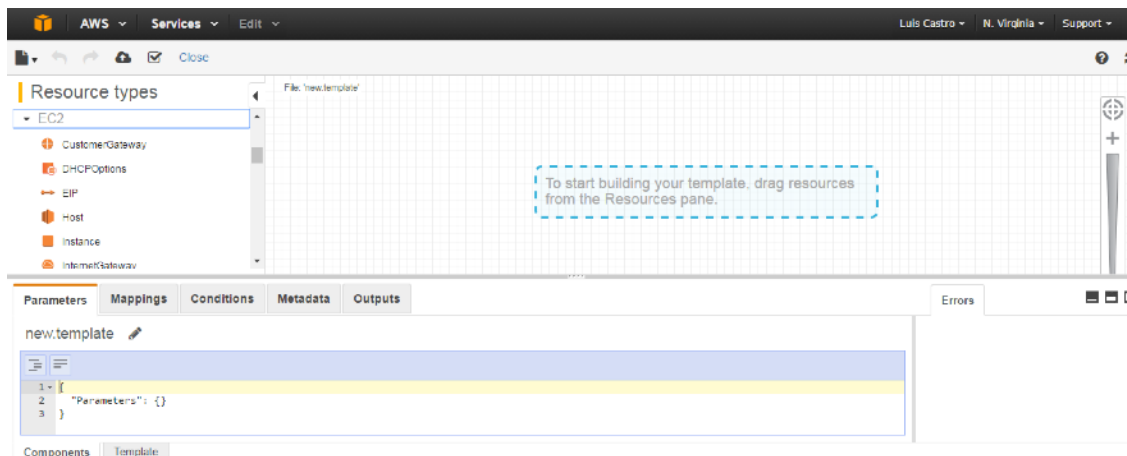 AWS Services Edit Luis Castro N. Virginia Support
Close
Resource types
File: 'new.template'
EC2
CustomerGateway
DHCPOptions
EIP
Host
Instance
InternetGateway
To start building your template, drag resources
from the Resources pane.
Parameters Mappings Conditions Metadata Outputs Errors
new.template
1 {
2 "Parameters": {}
3 }
Components Template